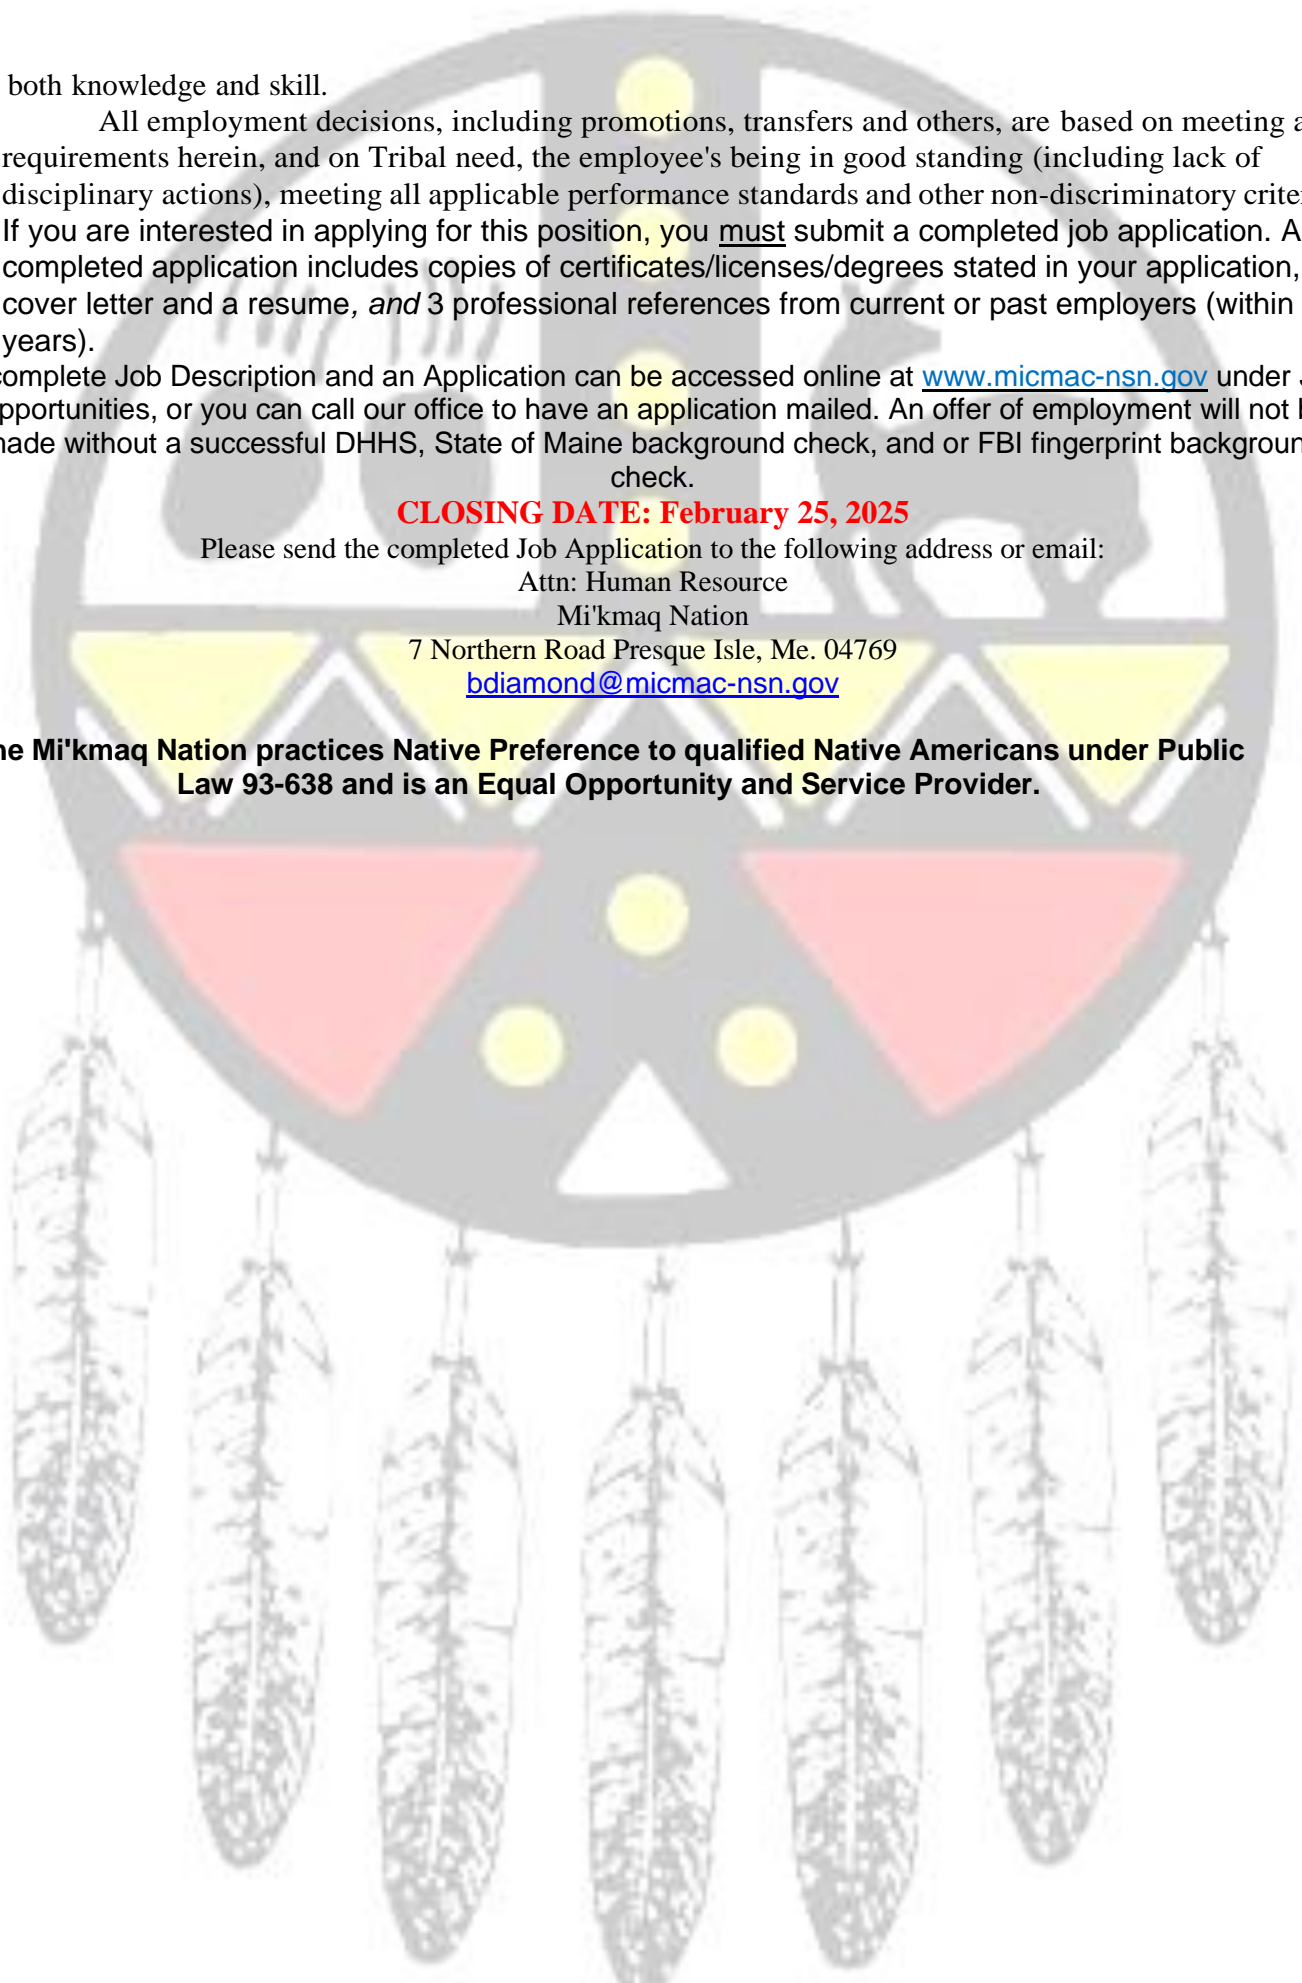 both knowledge and skill.
All employment decisions, including promotions, transfers and others, are based on meeting a
requirements herein, and on Tribal need, the employee's being in good standing (including lack of
disciplinary actions), meeting all applicable performance standards and other non-discriminatory criter
If you are interested in applying for this position, you must submit a completed job application. A
completed application includes copies of certificates/licenses/degrees stated in your application,
cover letter and a resume, and 3 professional references from current or past employers (within
years).
complete Job Description and an Application can be accessed online at www.micmac-nsn.gov under J
pportunities, or you can call our office to have an application mailed. An offer of employment will not b
made without a successful DHHS, State of Maine background check, and or FBI fingerprint backgroun
check.
CLOSING DATE: February 25, 2025
Please send the completed Job Application to the following address or email:
Attn: Human Resource
Mi'kmaq Nation
7 Northern Road Presque Isle, Me. 04769
bdiamond@micmac-nsn.gov
he Mi'kmaq Nation practices Native Preference to qualified Native Americans under Public
Law 93-638 and is an Equal Opportunity and Service Provider.